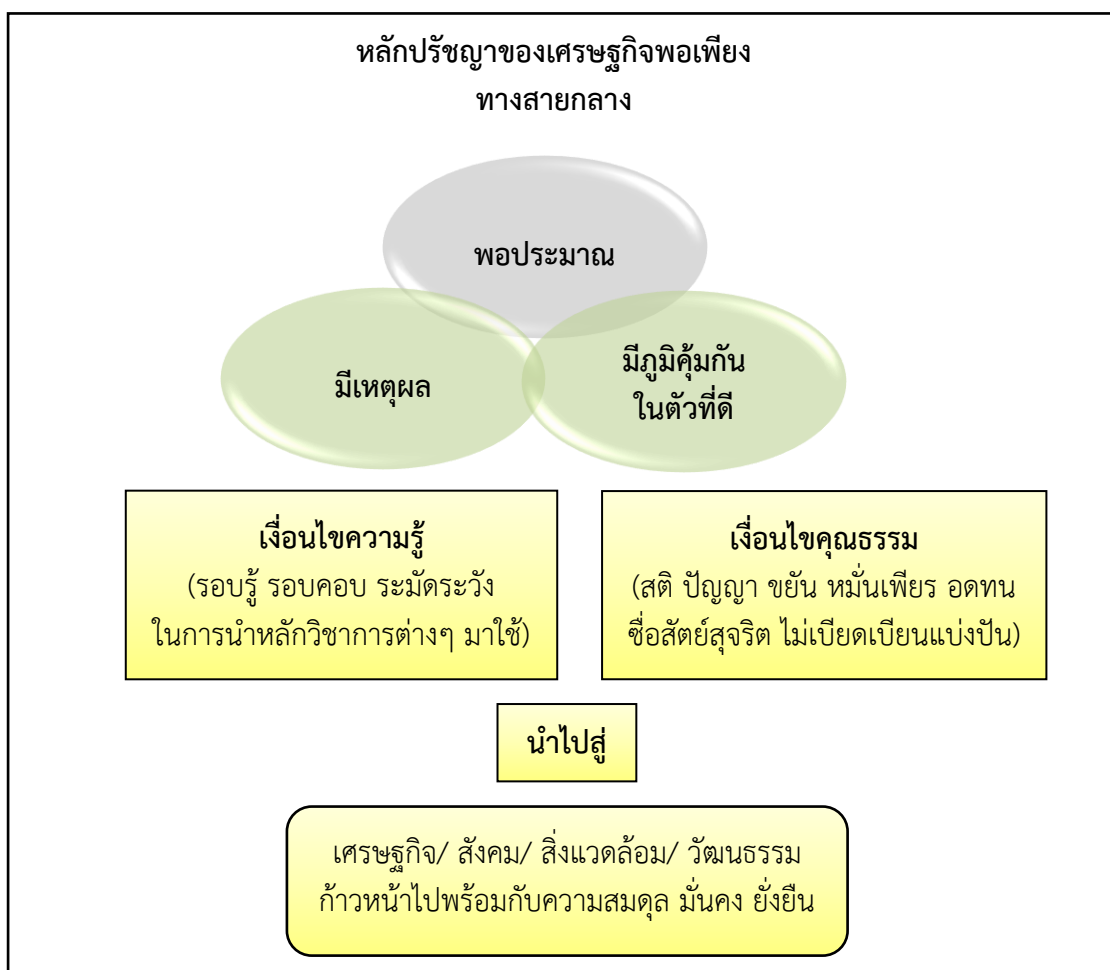 หลักปรัชญาของเศรษฐกิจพอเพียง
ทางสายกลาง
พอประมาณ
มีเหตุผล
มีภูมิคุ้มกัน
ในตัวที่ดี
เงื่อนไขความรู้
(รอบรู้ รอบคอบ ระมัดระวัง
ในการนำหลักวิชาการต่างๆ มาใช้)
เงื่อนไขคุณธรรม
(สติ ปัญญา ขยัน หมั่นเพียร อดทน
ซื่อสัตย์สุจริต ไม่เบียดเบียนแบ่งปัน)
นำไปสู่
เศรษฐกิจ/ สังคม/ สิ่งแวดล้อม/ วัฒนธรรม
ก้าวหน้าไปพร้อมกับความสมดุล มั่นคง ยั่งยืน